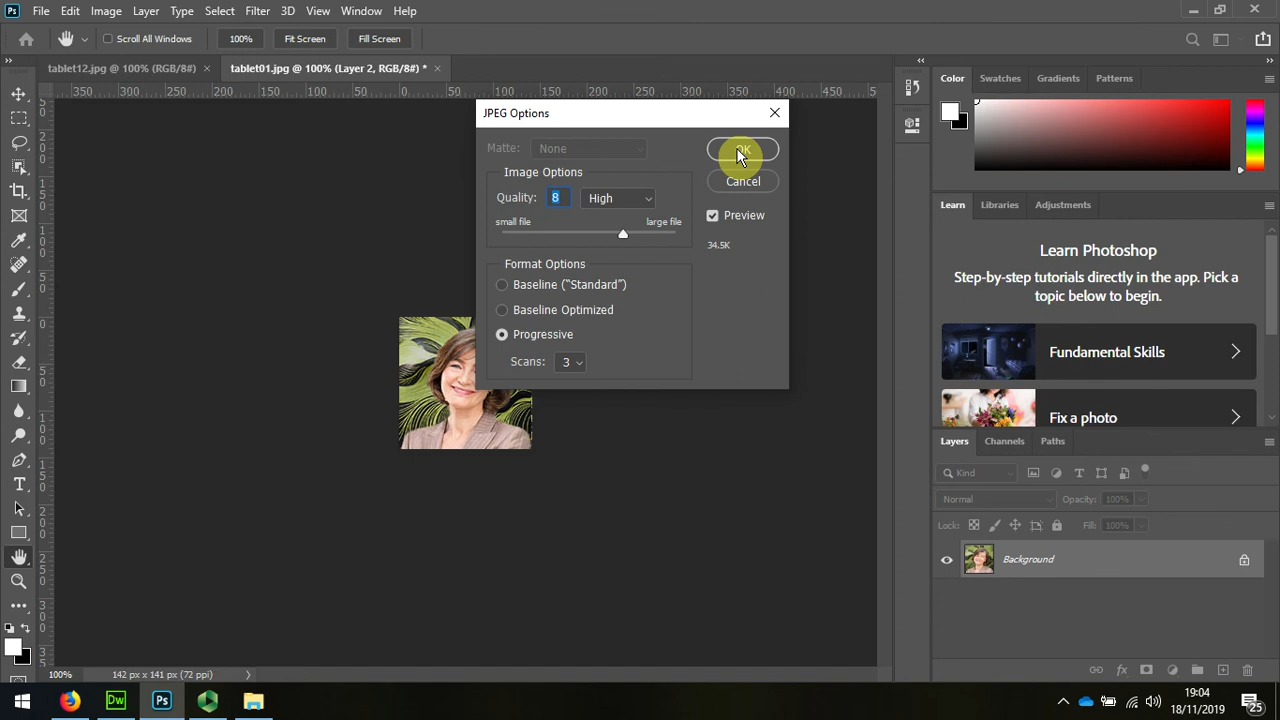 Ps File Edit Image Layer Type Select Filter 3D View Window Help
Scroll All Windows 100% Fit Screen Fill Screen
tablet12.jpg @ 100% (RGB/8#) × tablet01.jpg @ 100% (Layer 2, RGB/8#) * ×
350 300 250 200 150 100 50 0 50 100 150 200 250 300 350 400 450 5
JPEG Options
Matte: None
OK
Image Options
Cancel
Quality: 8 High
Preview
small file large file
34.5K
Format Options
Baseline (“Standard”)
Baseline Optimized
Progressive
Scans: 3
Color Swatches Gradients Patterns
Learn Libraries Adjustments
Learn Photoshop
Step-by-step tutorials directly in the app. Pick a
topic below to begin.
Fundamental Skills
Fix a photo
Layers Channels Paths
Kind
Normal Opacity: 100%
Lock: Fill: 100%
Background
100% 142 px x 141 px (72 ppi)
Dw Ps
19:04
18/11/2019
25